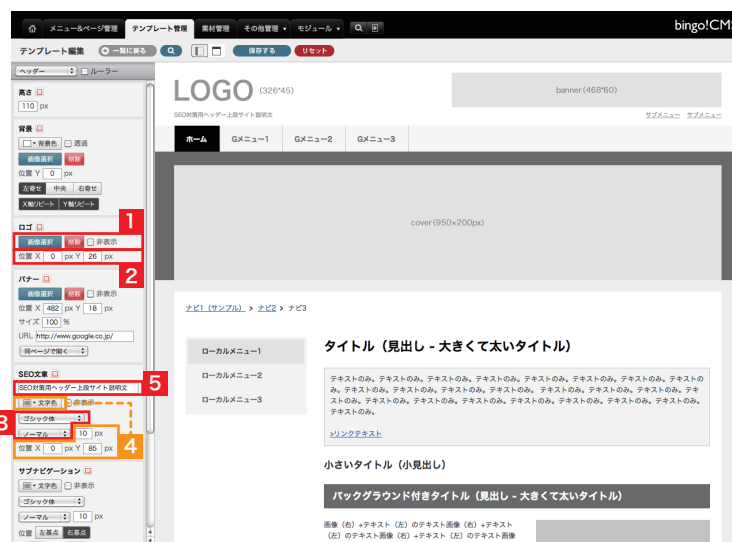 メニュー&ページ管理 テンプレート管理 素材管理 その他管理 モジュール bingo!CMS
テンプレート編集 一覧に戻る 保存する リセット
ヘッダー ルーラー
高さ
110 px
背景
背景色 透過
画像選択 削除
位置 Y 0 px
左寄せ 中央 右寄せ
X軸リピート Y軸リピート
1
ロゴ
画像選択 削除 非表示
位置 X 0 px Y 26 px
2
バナー
画像選択 削除 非表示
位置 X 482 px Y 18 px
サイズ 100 %
URL http://www.google.co.jp/
同ページで開く
SEO文章
SEO対策用ヘッダー上段サイト説明文
5
文字色 非表示
ゴシック体
3
ノーマル 10 px
4
位置 X 0 px Y 85 px
サブナビゲーション
文字色 非表示
ゴシック体
ノーマル 10 px
位置 左基点 右基点
LOGO (326*45)
banner(468*60)
SEO対策用ヘッダー上段サイト説明文
サブメニュー サブメニュー
ホーム Gメニュー1 Gメニュー2 Gメニュー3
cover(950×200px)
ナビ1（サンプル） > ナビ2 > ナビ3
ローカルメニュー1
ローカルメニュー2
ローカルメニュー3
タイトル（見出し - 大きくて太いタイトル）
テキストのみ。テキストのみ。テキストのみ。テキストのみ。テキストのみ。テキストのみ。テキストのみ。テキストの
み。テキストのみ。テキストのみ。テキストのみ。テキストのみ。 テキストのみ。テキストのみ。テキストのみ。テキ
ストのみ。テキストのみ。テキストのみ。テキストのみ。テキストのみ。テキストのみ。テキストのみ。テキストのみ。
テキストのみ。
>リンクテキスト
小さいタイトル（小見出し）
バックグラウンド付きタイトル（見出し - 大きくて太いタイトル）
画像（右）+テキスト（左）のテキスト画像（右）+テキスト
（左）のテキスト画像（右）+テキスト（左）のテキスト画像